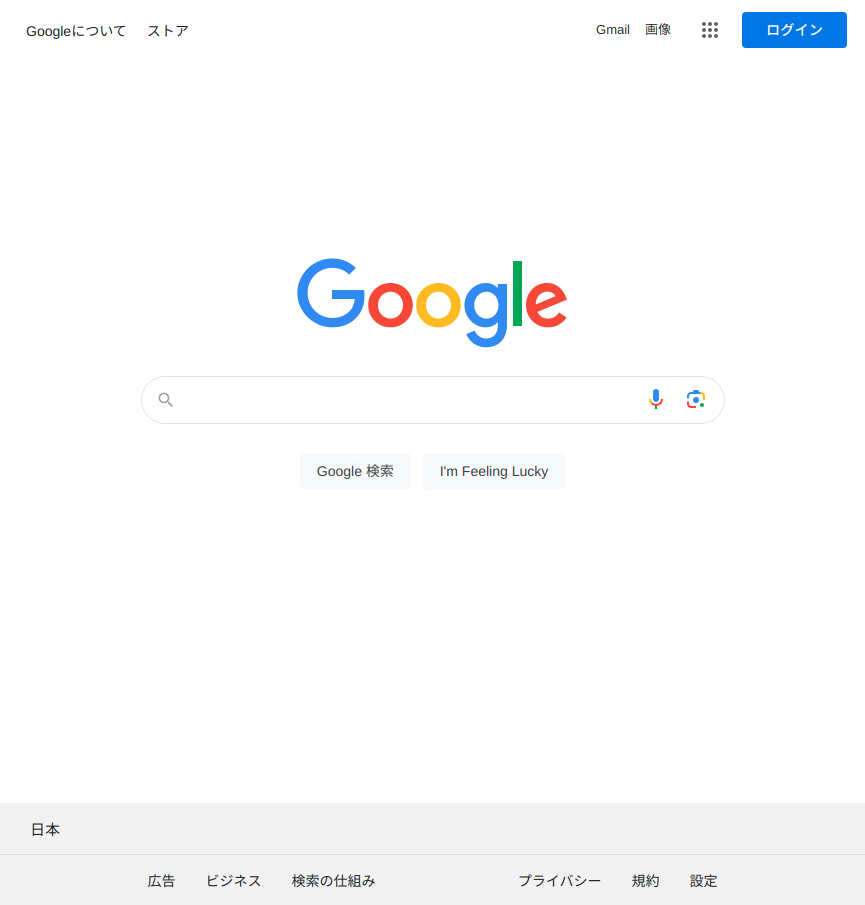 Googleについて ストア Gmail 画像 ログイン
Google
Google 検索 I'm Feeling Lucky
日本
広告 ビジネス 検索の仕組み プライバシー 規約 設定